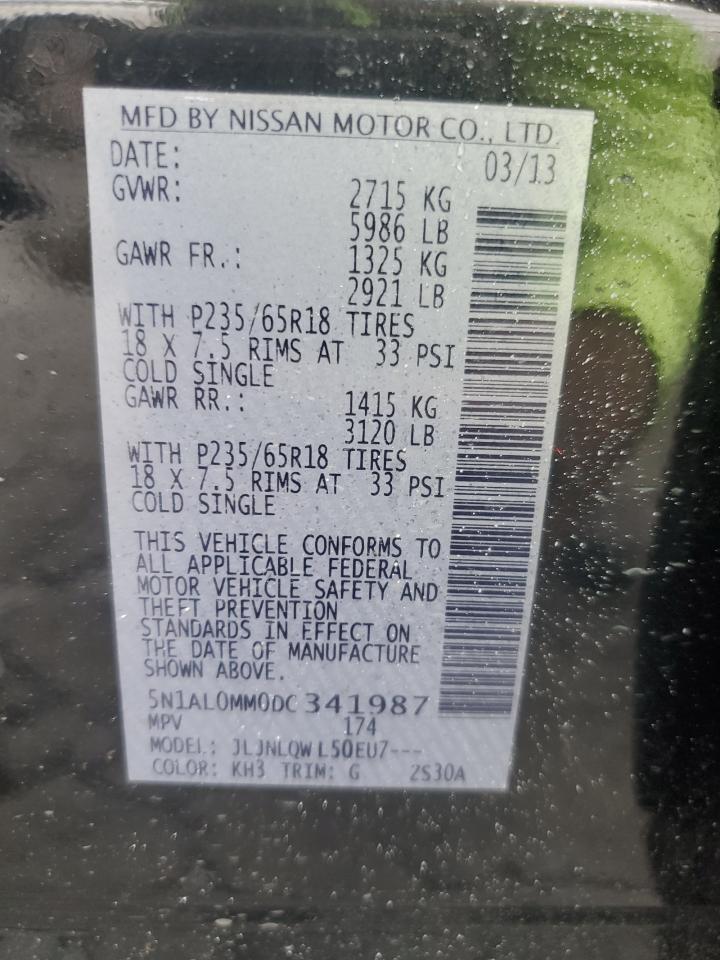 MFD BY NISSAN MOTOR CO., LTD.
DATE: 03/13
GVWR: 2715 KG
5986 LB
GAWR FR.: 1325 KG
2921 LB
WITH P235/65R18 TIRES
18 X 7.5 RIMS AT 33 PSI
COLD SINGLE
GAWR RR.: 1415 KG
3120 LB
WITH P235/65R18 TIRES
18 X 7.5 RIMS AT 33 PSI
COLD SINGLE
THIS VEHICLE CONFORMS TO
ALL APPLICABLE FEDERAL
MOTOR VEHICLE SAFETY AND
THEFT PREVENTION
STANDARDS IN EFFECT ON
THE DATE OF MANUFACTURE
SHOWN ABOVE.
5N1AL0MM0DC 341987
MPV 174
MODEL: JLJNLQW L50EU7---
COLOR: KH3 TRIM: G 2S30A